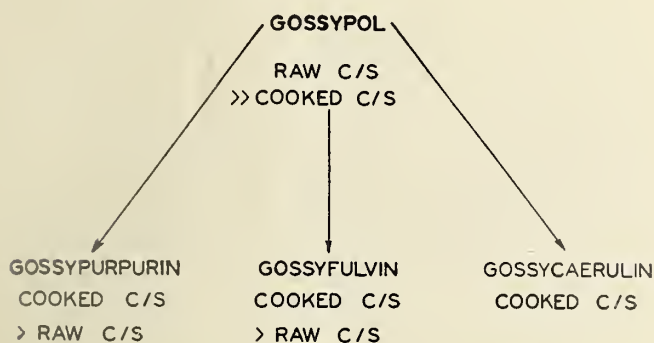 GOSSYPOL
RAW C/S
>> COOKED C/S
GOSSYPURPURIN
COOKED C/S
> RAW C/S
GOSSYFULVIN
COOKED C/S
> RAW C/S
GOSSYCAERULIN
COOKED C/S